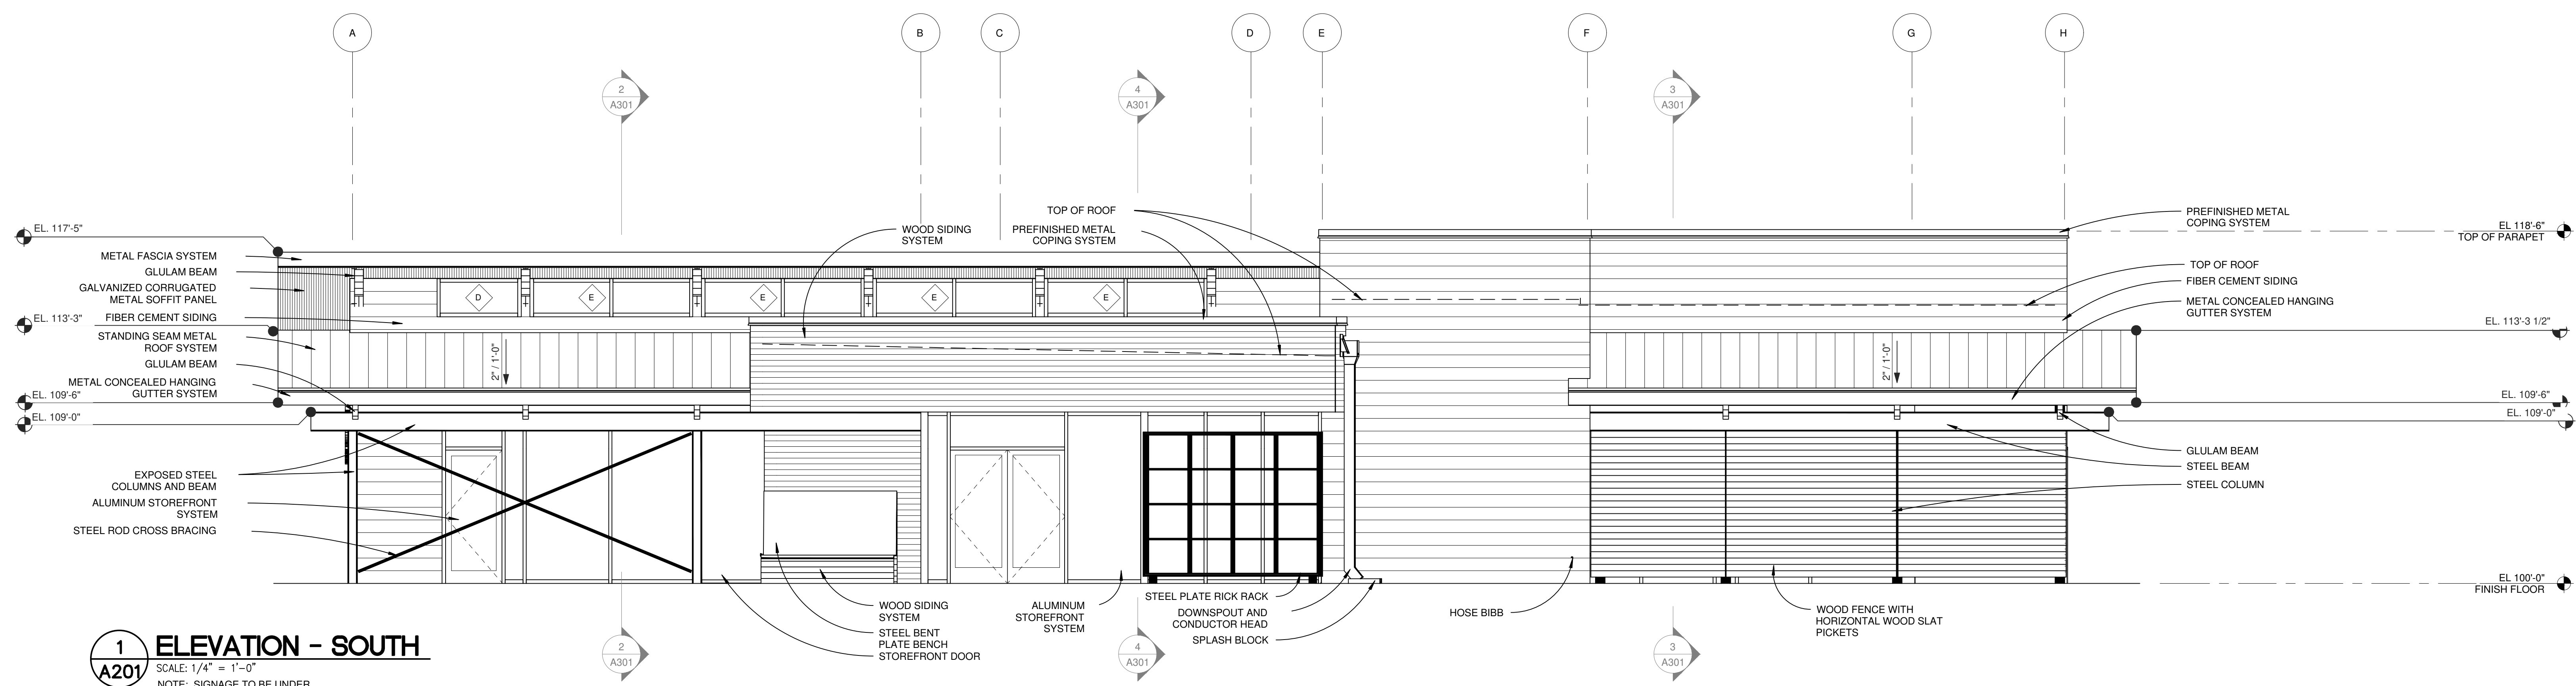 A
B
C
D
E
F
G
H
2
A301
4
A301
3
A301
EL. 117'-5"
METAL FASCIA SYSTEM
GLULAM BEAM
GALVANIZED CORRUGATED
METAL SOFFIT PANEL
FIBER CEMENT SIDING
EL. 113'-3"
STANDING SEAM METAL
ROOF SYSTEM
GLULAM BEAM
METAL CONCEALED HANGING
GUTTER SYSTEM
EL. 109'-6"
EL. 109'-0"
EXPOSED STEEL
COLUMNS AND BEAM
ALUMINUM STOREFRONT
SYSTEM
STEEL ROD CROSS BRACING
D
E
E
E
E
2" / 1'-0"
WOOD SIDING
SYSTEM
TOP OF ROOF
PREFINISHED METAL
COPING SYSTEM
2" / 1'-0"
PREFINISHED METAL
COPING SYSTEM
EL 118'-6"
TOP OF PARAPET
TOP OF ROOF
FIBER CEMENT SIDING
METAL CONCEALED HANGING
GUTTER SYSTEM
EL. 113'-3 1/2"
EL. 109'-6"
EL. 109'-0"
GLULAM BEAM
STEEL BEAM
STEEL COLUMN
EL 100'-0"
FINISH FLOOR
WOOD SIDING
SYSTEM
STEEL BENT
PLATE BENCH
STOREFRONT DOOR
ALUMINUM
STOREFRONT
SYSTEM
STEEL PLATE RICK RACK
DOWNSPOUT AND
CONDUCTOR HEAD
SPLASH BLOCK
HOSE BIBB
WOOD FENCE WITH
HORIZONTAL WOOD SLAT
PICKETS
2
A301
4
A301
3
A301
1
A201
ELEVATION - SOUTH
SCALE: 1/4" = 1'-0"
NOTE: SIGNAGE TO BE UNDER